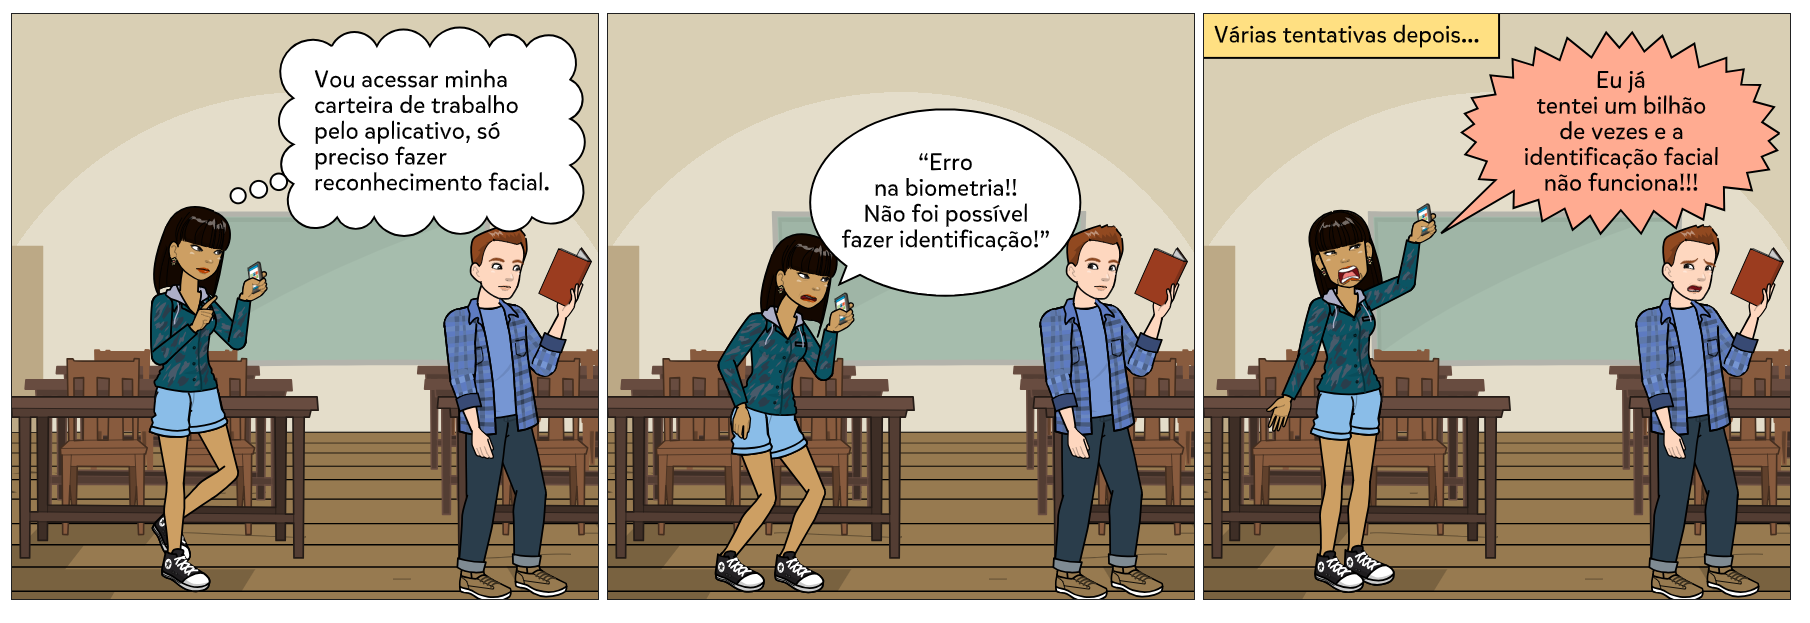 Vou acessar minha
carteira de trabalho
pelo aplicativo, só
preciso fazer
reconhecimento facial.
“Erro
na biometria!!
Não foi possível
fazer identificação!”
Várias tentativas depois...
Eu já
tentei um bilhão
de vezes e a
identificação facial
não funciona!!!